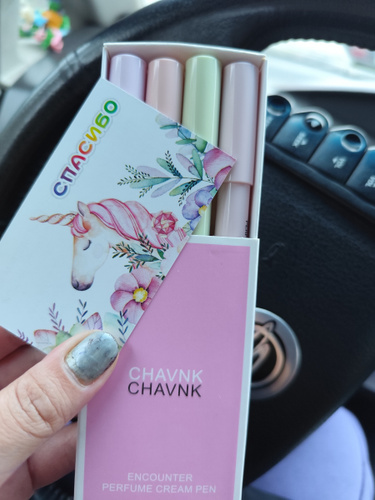 СПАСИБО
CHAVNK
CHAVNK
ENCOUNTER
PERFUME CREAM PEN